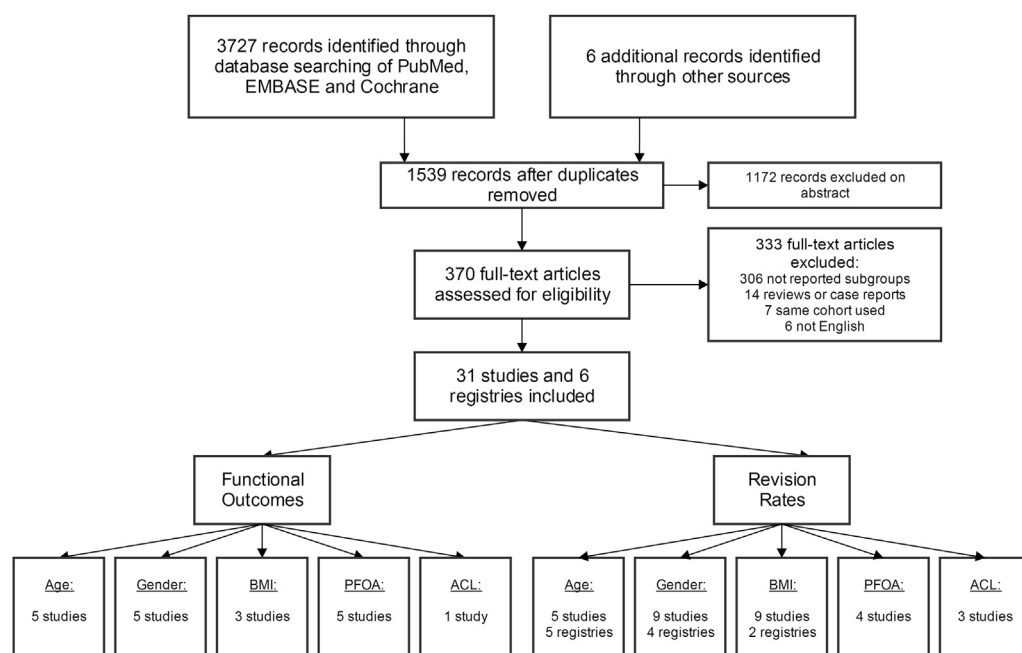 3727 records identified through
database searching of PubMed,
EMBASE and Cochrane
6 additional records identified
through other sources
1539 records after duplicates
removed
1172 records excluded on
abstract
370 full-text articles
assessed for eligibility
333 full-text articles
excluded:
306 not reported subgroups
14 reviews or case reports
7 same cohort used
6 not English
31 studies and 6
registries included
Functional
Outcomes
Revision
Rates
Age:
5 studies
Gender:
5 studies
BMI:
3 studies
PFOA:
5 studies
ACL:
1 study
Age:
5 studies
5 registries
Gender:
9 studies
4 registries
BMI:
9 studies
2 registries
PFOA:
4 studies
ACL:
3 studies